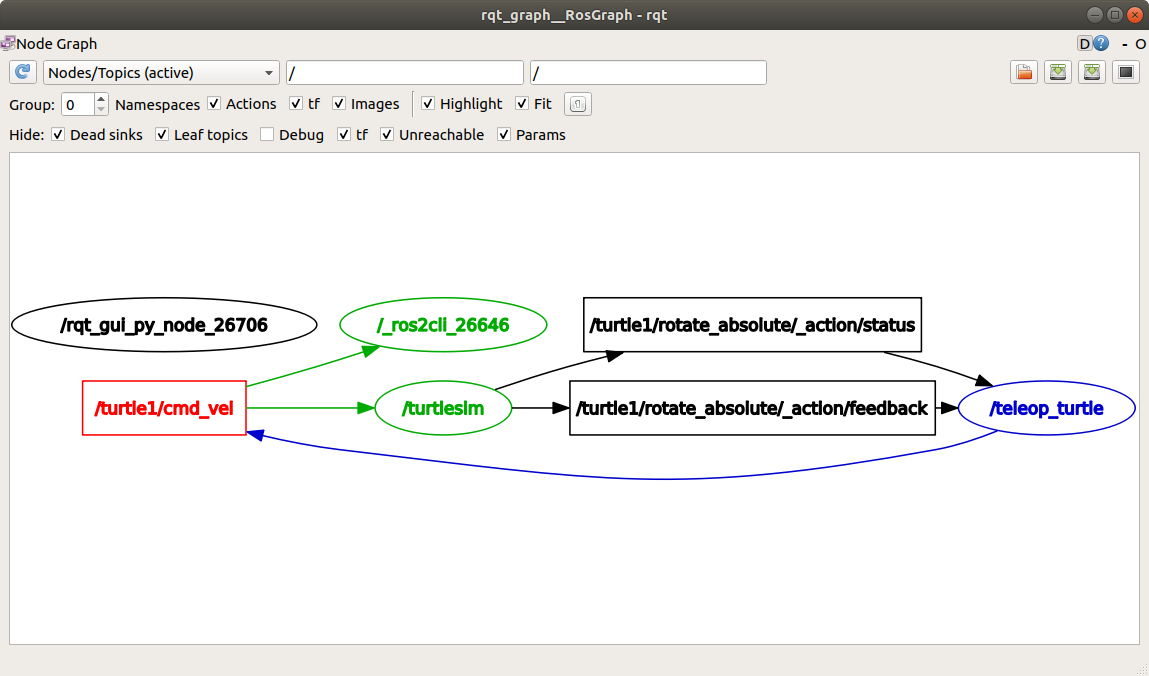 rqt_graph__RosGraph - rqt
Node Graph
D ? - O
Nodes/Topics (active) / /
Group: 0 Namespaces Actions tf Images Highlight Fit
Hide: Dead sinks Leaf topics Debug tf Unreachable Params
/rqt_gui_py_node_26706
/_ros2cli_26646
/turtle1/rotate_absolute/_action/status
/turtle1/cmd_vel
/turtlesim
/turtle1/rotate_absolute/_action/feedback
/teleop_turtle